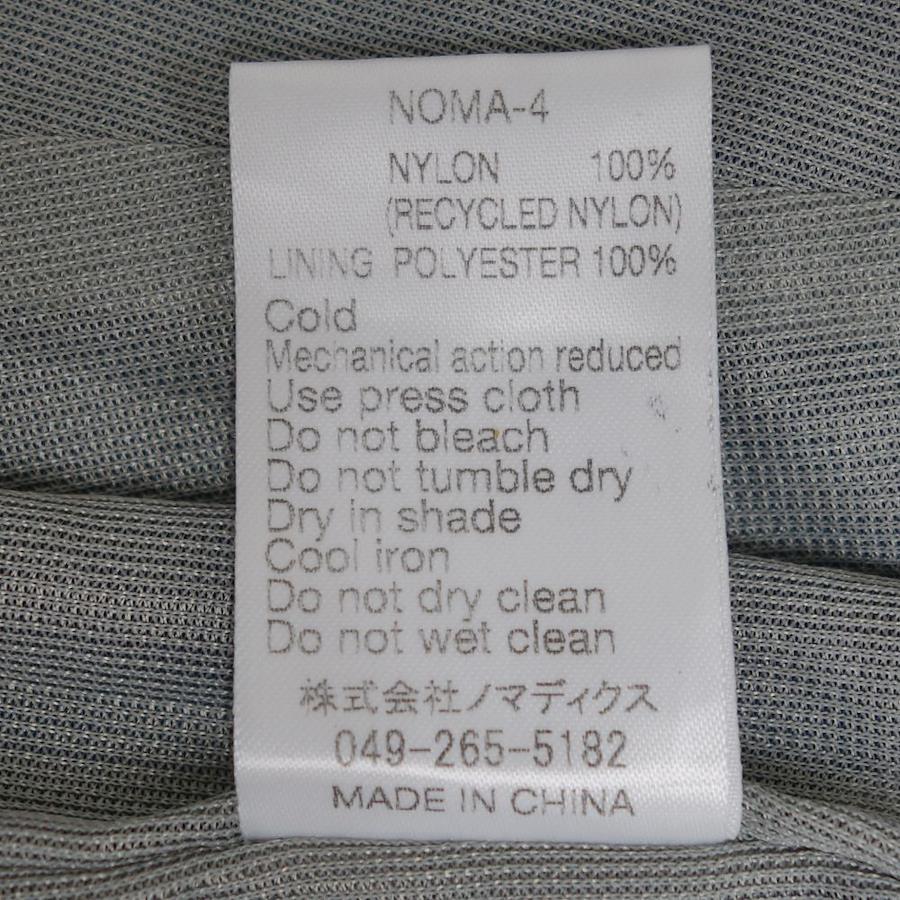 NOMA-4
NYLON 100%
(RECYCLED NYLON)
LINING POLYESTER 100%
Cold
Mechanical action reduced
Use press cloth
Do not bleach
Do not tumble dry
Dry in shade
Cool iron
Do not dry clean
Do not wet clean
株式会社ノマディクス
049-265-5182
MADE IN CHINA